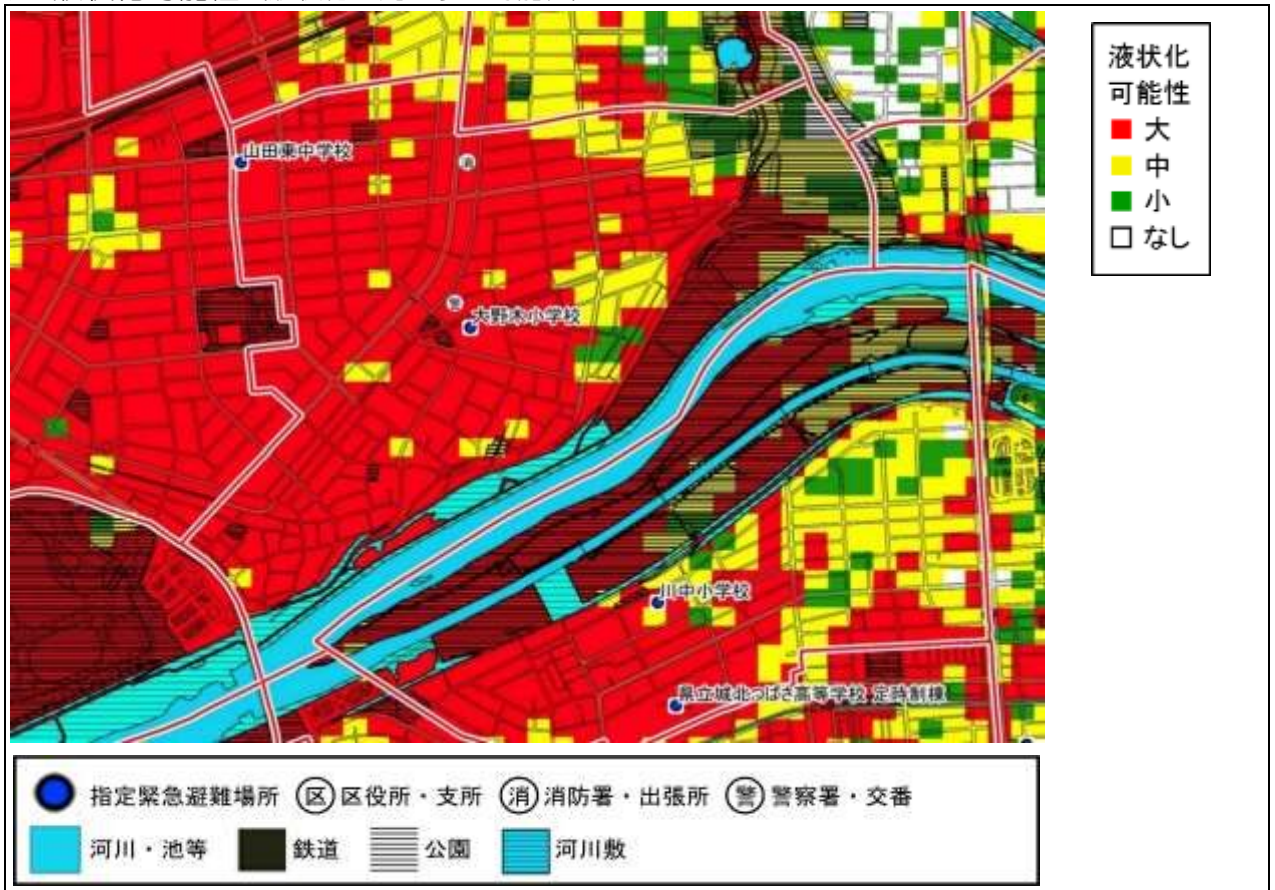 液状化
可能性
大
中
小
なし
山田東中学校
消
警
大野木小学校
川中小学校
県立城北つばさ高等学校 定時制棟
指定緊急避難場所 区 区役所・支所 消 消防署・出張所 警 警察署・交番
河川・池等 鉄道 公園 河川敷